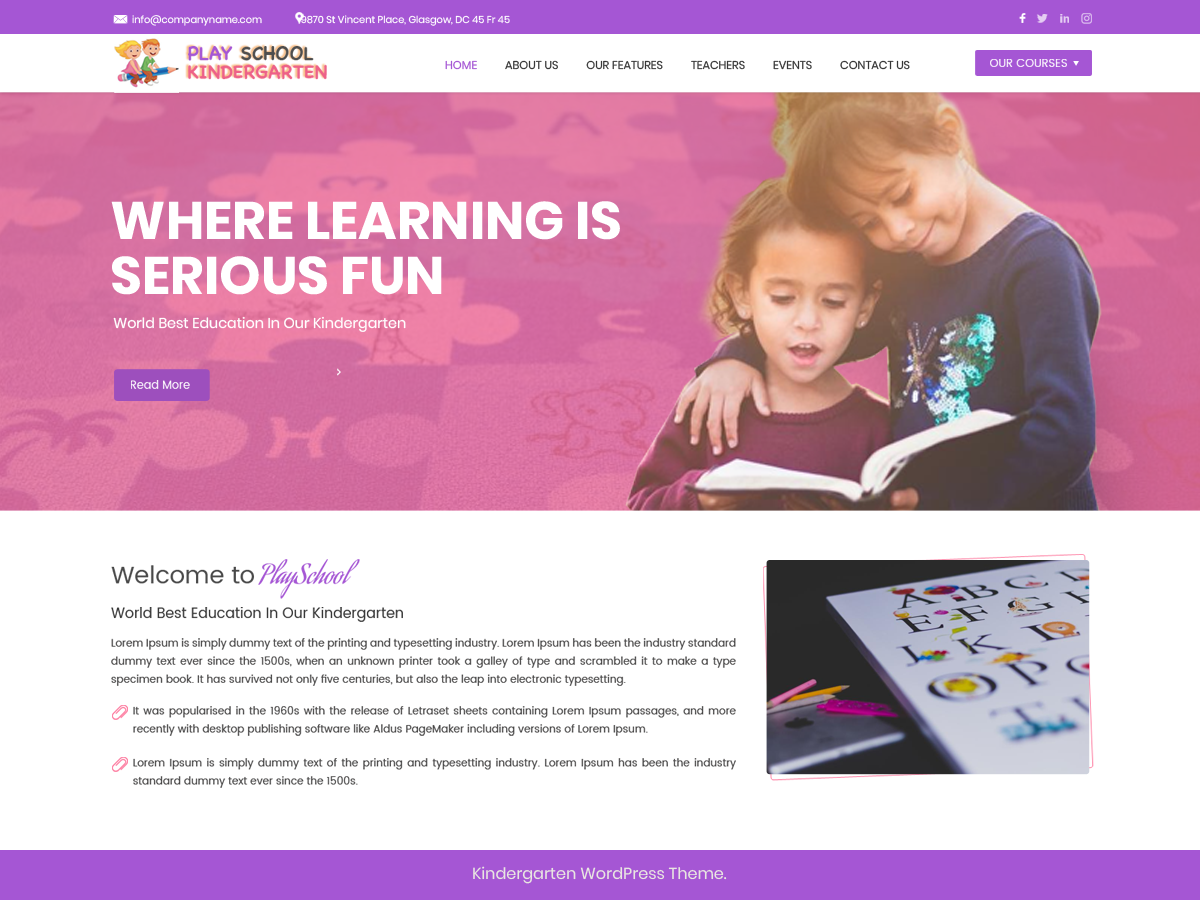 info@companyname.com
9870 St Vincent Place, Glasgow, DC 45 Fr 45
PLAY SCHOOL
KINDERGARTEN
HOME
ABOUT US
OUR FEATURES
TEACHERS
EVENTS
CONTACT US
OUR COURSES
WHERE LEARNING IS
SERIOUS FUN
World Best Education In Our Kindergarten
Read More
H
C
Welcome to PlaySchool
World Best Education In Our Kindergarten
Lorem Ipsum is simply dummy text of the printing and typesetting industry. Lorem Ipsum has been the industry standard
dummy text ever since the 1500s, when an unknown printer took a galley of type and scrambled it to make a type
specimen book. It has survived not only five centuries, but also the leap into electronic typesetting.
It was popularised in the 1960s with the release of Letraset sheets containing Lorem Ipsum passages, and more
recently with desktop publishing software like Aldus PageMaker including versions of Lorem Ipsum.
Lorem Ipsum is simply dummy text of the printing and typesetting industry. Lorem Ipsum has been the industry
standard dummy text ever since the 1500s.
A B C D
E F G H
J K L
O P Q
T U
Kindergarten WordPress Theme.